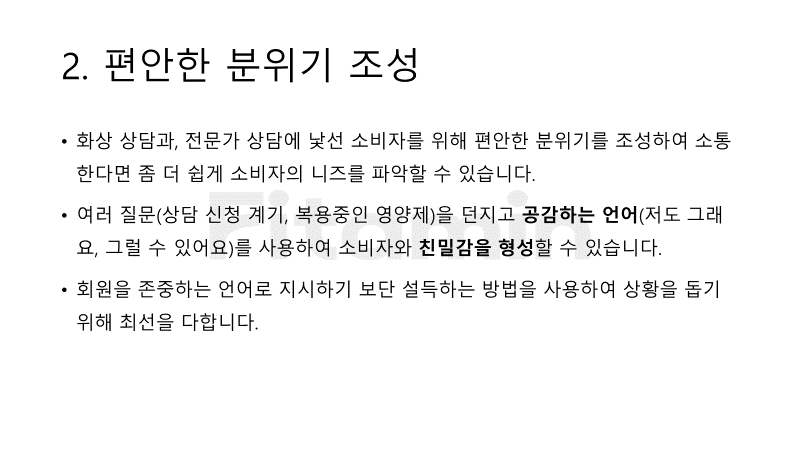 2. 편안한 분위기 조성
• 화상 상담과, 전문가 상담에 낯선 소비자를 위해 편안한 분위기를 조성하여 소통
한다면 좀 더 쉽게 소비자의 니즈를 파악할 수 있습니다.
Fitamin
• 여러 질문(상담 신청 계기, 복용중인 영양제)을 던지고 공감하는 언어(저도 그래
요, 그럴 수 있어요)를 사용하여 소비자와 친밀감을 형성할 수 있습니다.
• 회원을 존중하는 언어로 지시하기 보단 설득하는 방법을 사용하여 상황을 돕기
위해 최선을 다합니다.